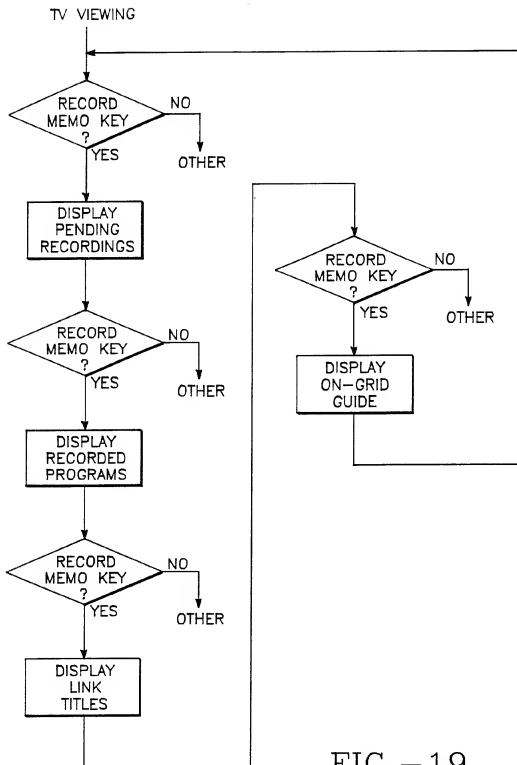 TV VIEWING
RECORD
MEMO KEY
?
NO
YES
OTHER
DISPLAY
PENDING
RECORDINGS
RECORD
MEMO KEY
?
NO
YES
OTHER
DISPLAY
RECORDED
PROGRAMS
RECORD
MEMO KEY
?
NO
YES
OTHER
DISPLAY
LINK
TITLES
RECORD
MEMO KEY
?
NO
YES
OTHER
DISPLAY
ON-GRID
GUIDE
FIG.-19